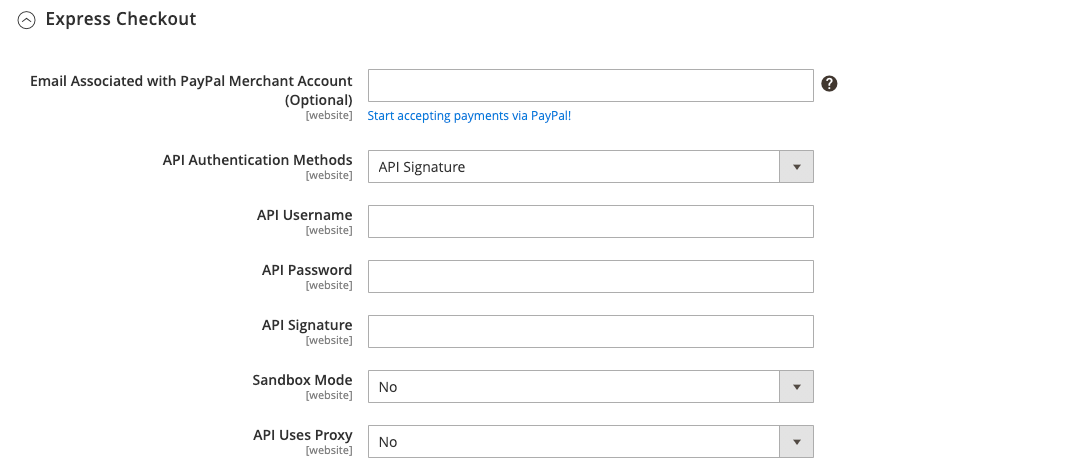 Express Checkout
Email Associated with PayPal Merchant Account
(Optional)
[website]
Start accepting payments via PayPal!
API Authentication Methods
[website]
API Signature
API Username
[website]
API Password
[website]
API Signature
[website]
Sandbox Mode
[website]
No
API Uses Proxy
[website]
No